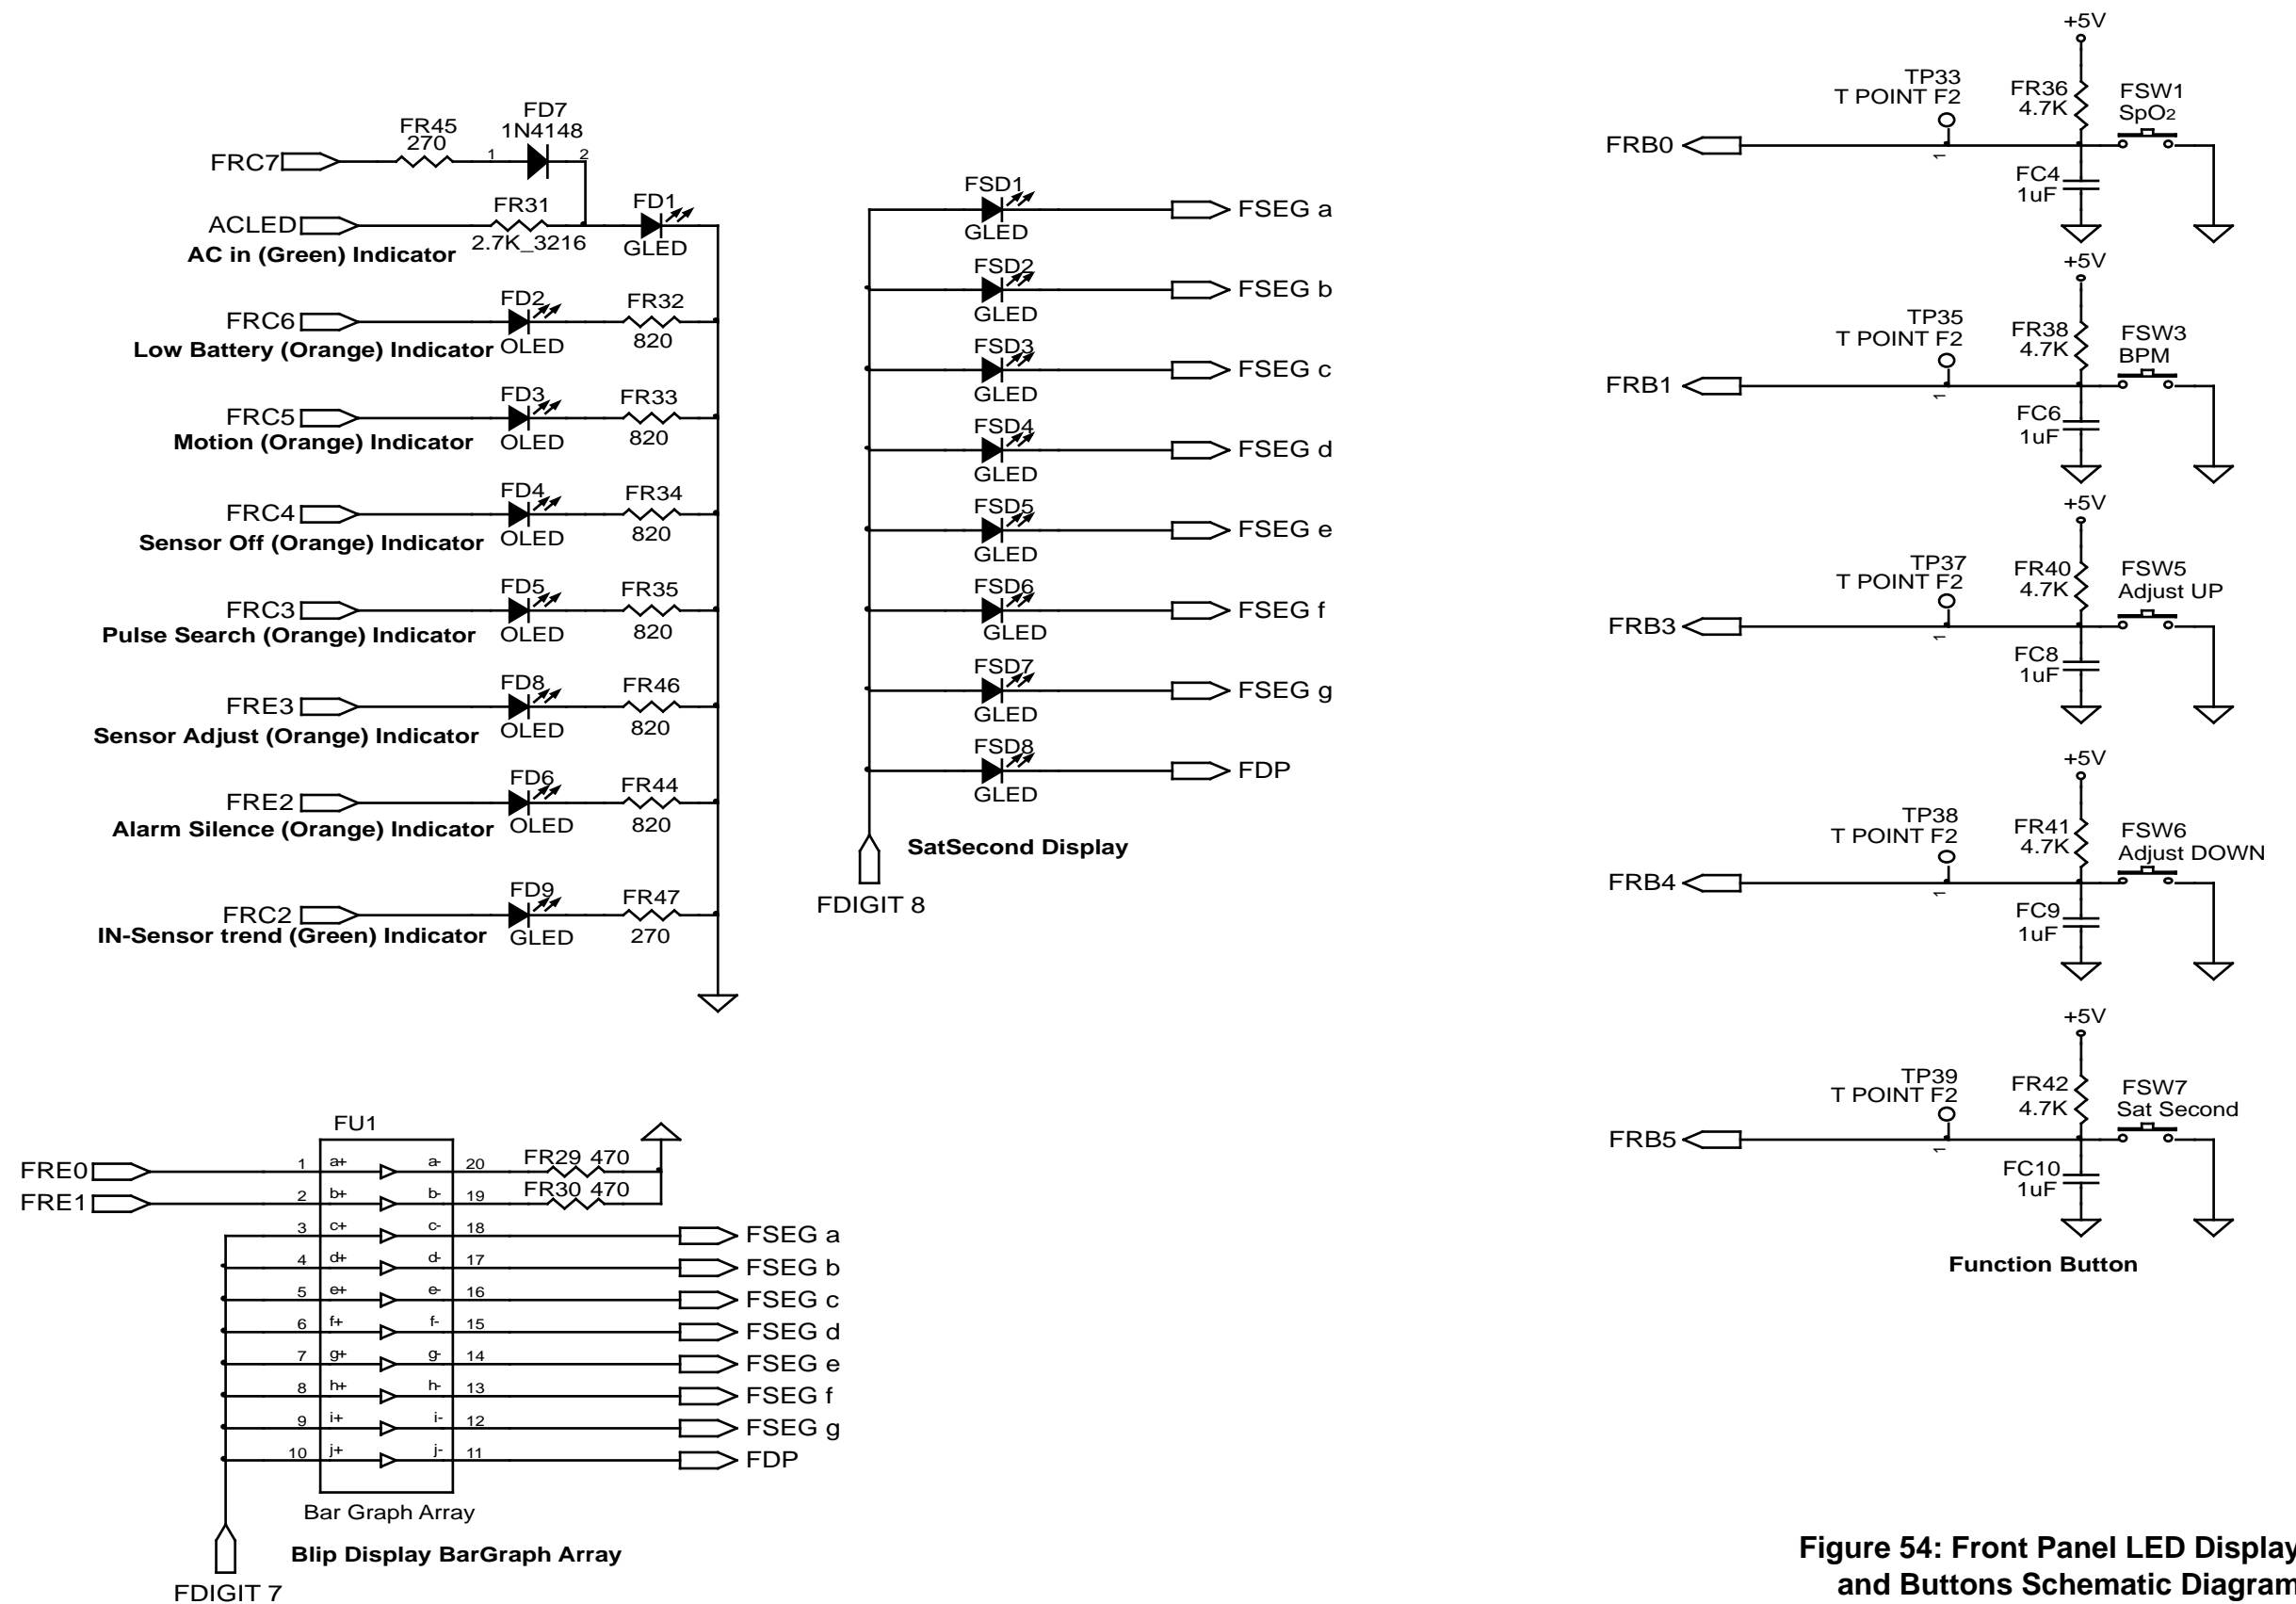 FR45
270
FD7
1N4148
FRC7
1
2
FR31
FD1
ACLED
2.7K_3216
GLED
AC in (Green) Indicator
FD2
FR32
FRC6
Low Battery (Orange) Indicator
OLED
820
FD3
FR33
FRC5
Motion (Orange) Indicator
OLED
820
FD4
FR34
FRC4
Sensor Off (Orange) Indicator
OLED
820
FD5
FR35
FRC3
Pulse Search (Orange) Indicator
OLED
820
FD8
FR46
FRE3
Sensor Adjust (Orange) Indicator
OLED
820
FD6
FR44
FRE2
Alarm Silence (Orange) Indicator
OLED
820
FD9
FR47
FRC2
IN-Sensor trend (Green) Indicator
GLED
270
FSD1
GLED
FSEG a
FSD2
GLED
FSEG b
FSD3
GLED
FSEG c
FSD4
GLED
FSEG d
FSD5
GLED
FSEG e
FSD6
GLED
FSEG f
FSD7
GLED
FSEG g
FSD8
GLED
FDP
SatSecond Display
FDIGIT 8
+5V
TP33
T POINT F2
FR36
4.7K
FSW1
SpO2
FRB0
1
FC4
1uF
+5V
TP35
T POINT F2
FR38
4.7K
FSW3
BPM
FRB1
1
FC6
1uF
+5V
TP37
T POINT F2
FR40
4.7K
FSW5
Adjust UP
FRB3
1
FC8
1uF
+5V
TP38
T POINT F2
FR41
4.7K
FSW6
Adjust DOWN
FRB4
1
FC9
1uF
+5V
TP39
T POINT F2
FR42
4.7K
FSW7
Sat Second
FRB5
1
FC10
1uF
Function Button
FU1
FRE0 1 a+ a- 20 FR29 470
FRE1 2 b+ b- 19 FR30 470
3 c+ c- 18 FSEG a
4 d+ d- 17 FSEG b
5 e+ e- 16 FSEG c
6 f+ f- 15 FSEG d
7 g+ g- 14 FSEG e
8 h+ h- 13 FSEG f
9 i+ i- 12 FSEG g
10 j+ j- 11 FDP
Bar Graph Array
Blip Display BarGraph Array
FDIGIT 7
Figure 54: Front Panel LED Display
and Buttons Schematic Diagram